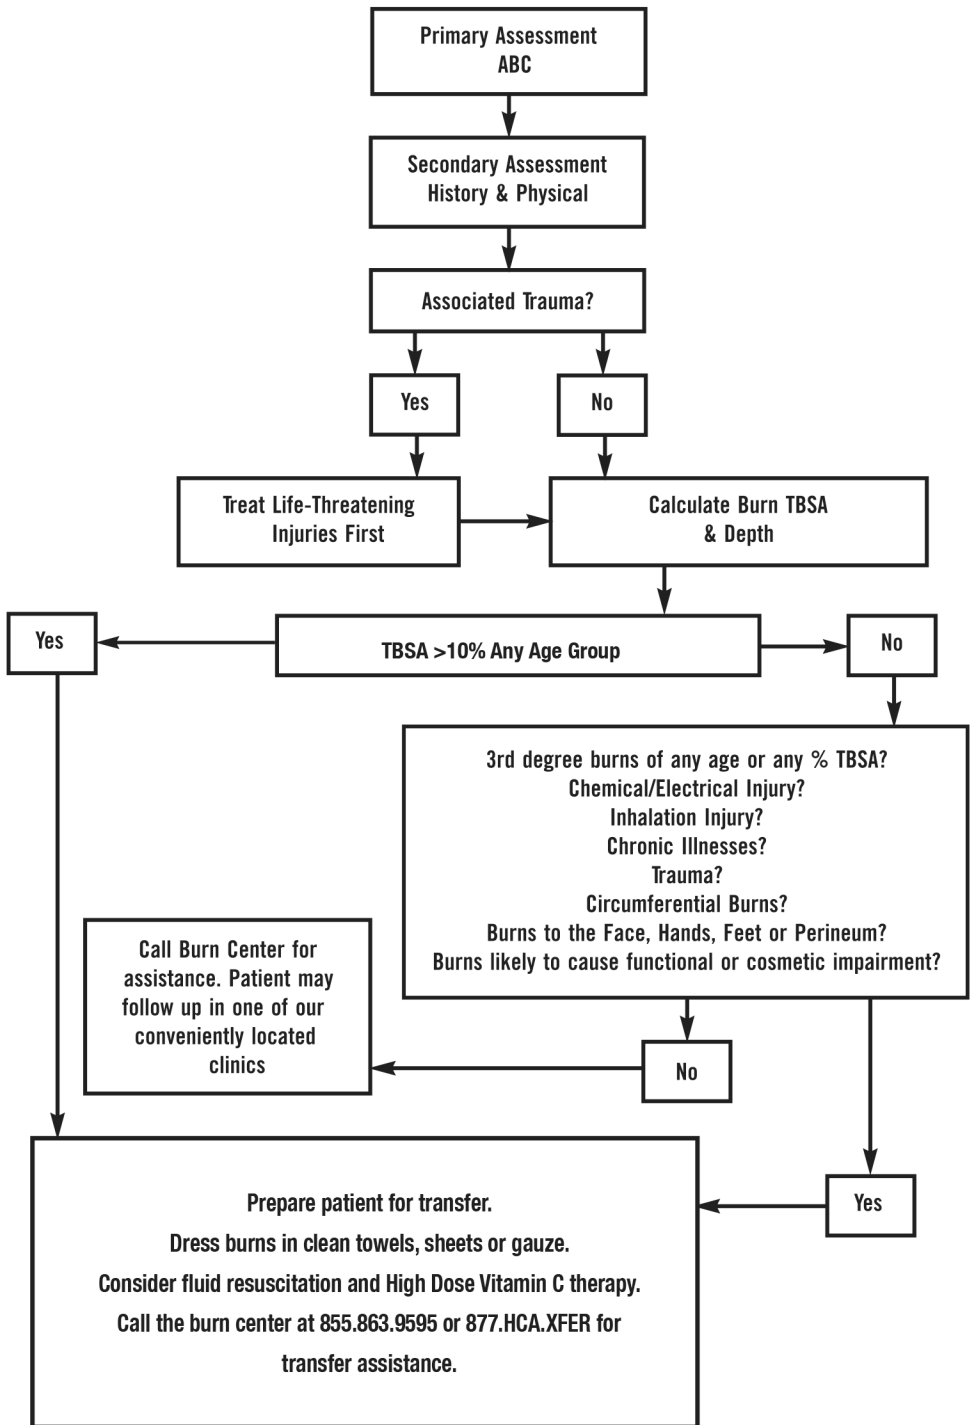 Primary Assessment
ABC
Secondary Assessment
History & Physical
Associated Trauma?
Yes
No
Treat Life-Threatening
Injuries First
Calculate Burn TBSA
& Depth
Yes
TBSA >10% Any Age Group
No
3rd degree burns of any age or any % TBSA?
Chemical/Electrical Injury?
Inhalation Injury?
Chronic Illnesses?
Trauma?
Circumferential Burns?
Burns to the Face, Hands, Feet or Perineum?
Burns likely to cause functional or cosmetic impairment?
Call Burn Center for
assistance. Patient may
follow up in one of our
conveniently located
clinics
No
Yes
Prepare patient for transfer.
Dress burns in clean towels, sheets or gauze.
Consider fluid resuscitation and High Dose Vitamin C therapy.
Call the burn center at 855.863.9595 or 877.HCA.XFER for
transfer assistance.